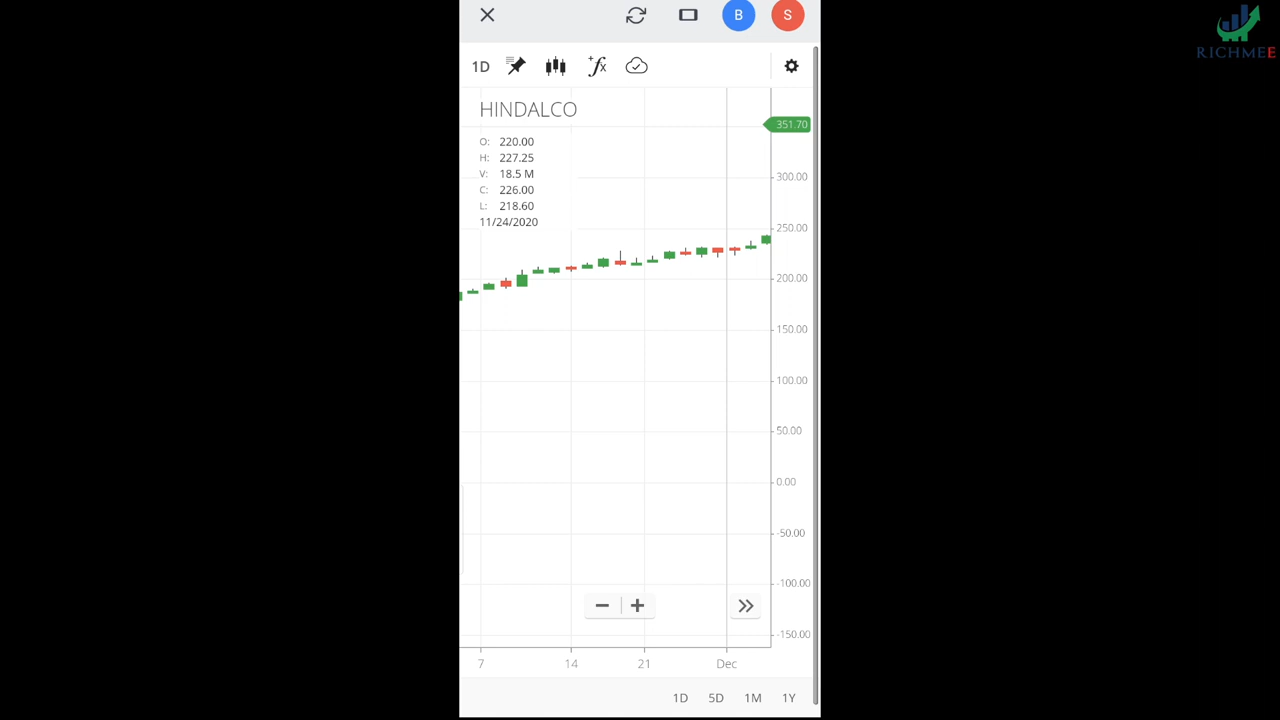 B
S
RICHMEE
1D
+fx
HINDALCO
351.70
O: 220.00
H: 227.25
V: 18.5 M
C: 226.00
L: 218.60
11/24/2020
300.00
250.00
200.00
150.00
100.00
50.00
0.00
-50.00
-100.00
-150.00
7 14 21 Dec
1D 5D 1M 1Y